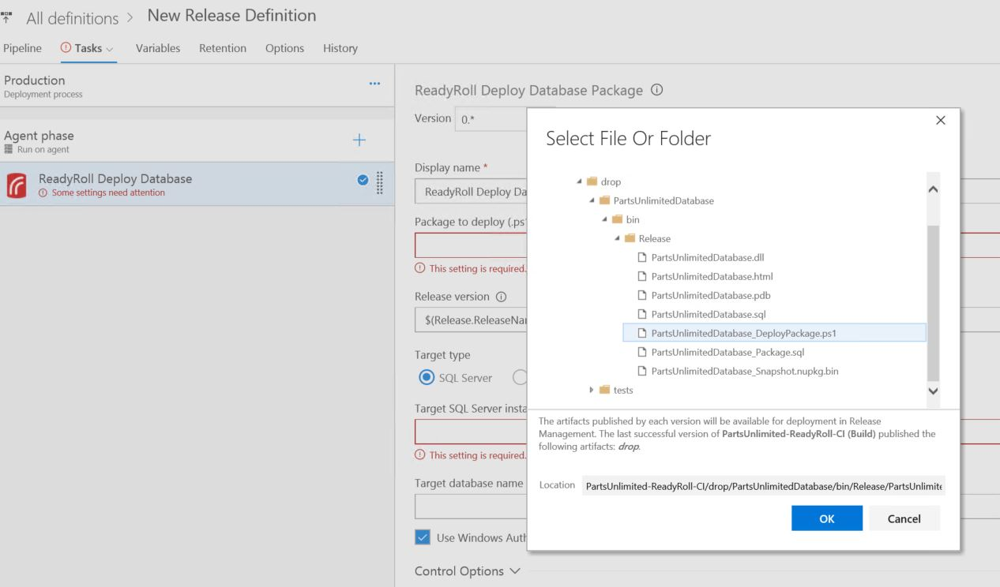 All definitions > New Release Definition
Pipeline Tasks Variables Retention Options History
Production
Deployment process
Agent phase
Run on agent
ReadyRoll Deploy Database
Some settings need attention
ReadyRoll Deploy Database Package
Version 0.*
Display name *
ReadyRoll Deploy Da
Package to deploy (.ps1
This setting is required.
Release version
$(Release.ReleaseNa
Target type
SQL Server
Target SQL Server insta
This setting is required.
Target database name
Use Windows Auth
Control Options
Select File Or Folder
drop
PartsUnlimitedDatabase
bin
Release
PartsUnlimitedDatabase.dll
PartsUnlimitedDatabase.html
PartsUnlimitedDatabase.pdb
PartsUnlimitedDatabase.sql
PartsUnlimitedDatabase_DeployPackage.ps1
PartsUnlimitedDatabase_Package.sql
PartsUnlimitedDatabase_Snapshot.nupkg.bin
tests
The artifacts published by each version will be available for deployment in Release
Management. The last successful version of PartsUnlimited-ReadyRoll-CI (Build) published the
following artifacts: drop.
Location PartsUnlimited-ReadyRoll-CI/drop/PartsUnlimitedDatabase/bin/Release/PartsUnlimite
OK Cancel